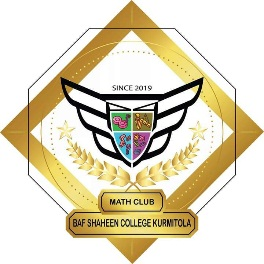 SINCE 2019
MATH CLUB
BAF SHAHEEN COLLEGE KURMITOLA